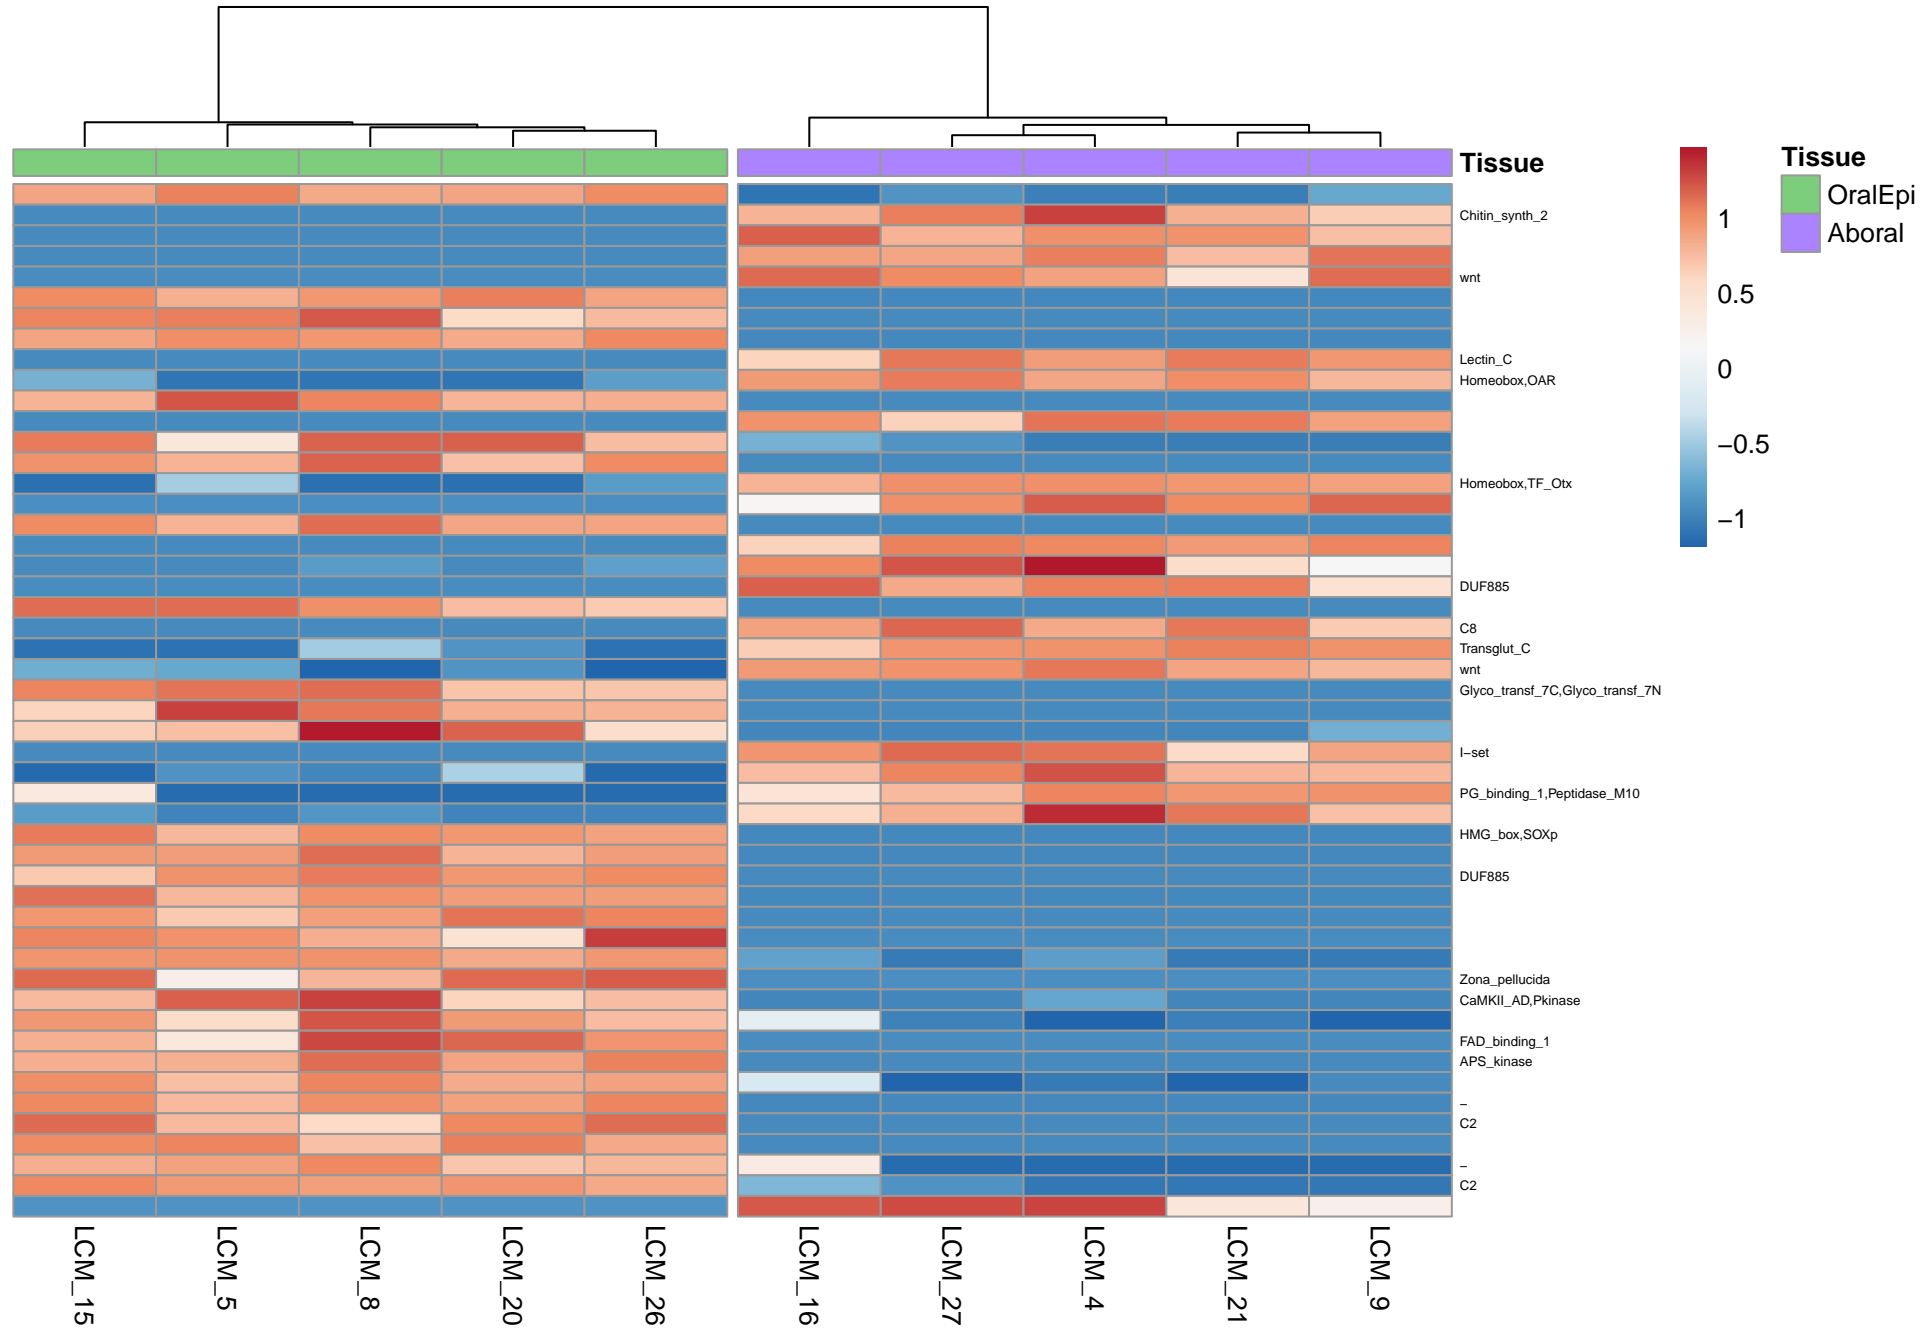 Tissue
Chitin_synth_2
wnt
Lectin_C
Homeobox,OAR
Homeobox,TF_Otx
DUF885
C8
Transglut_C
wnt
Glyco_transf_7C,Glyco_transf_7N
I−set
PG_binding_1,Peptidase_M10
HMG_box,SOXp
DUF885
Zona_pellucida
CaMKII_AD,Pkinase
FAD_binding_1
APS_kinase
−
C2
−
C2
LCM_15
LCM_5
LCM_8
LCM_20
LCM_26
LCM_16
LCM_27
LCM_4
LCM_21
LCM_9
1
0.5
0
−0.5
−1
Tissue
OralEpi
Aboral